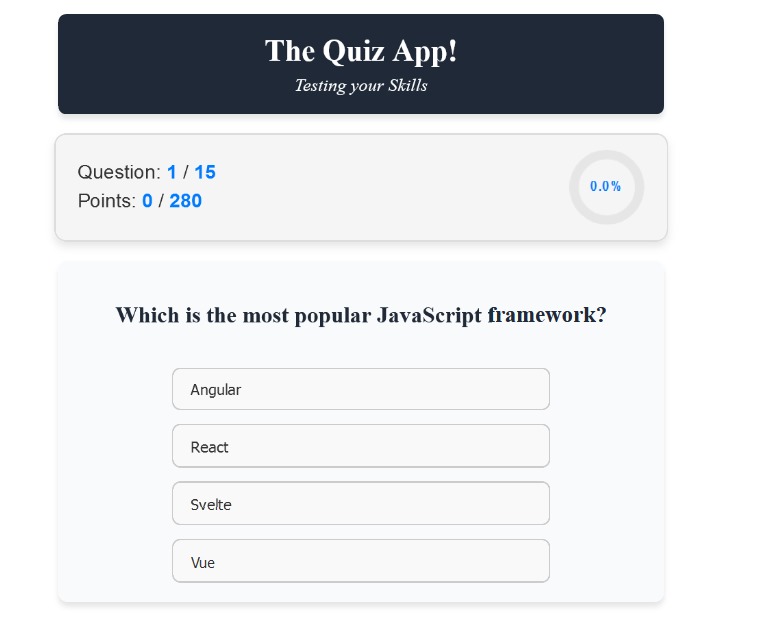 The Quiz App!
Testing your Skills
Question: 1 / 15
Points: 0 / 280
0.0%
Which is the most popular JavaScript framework?
Angular
React
Svelte
Vue